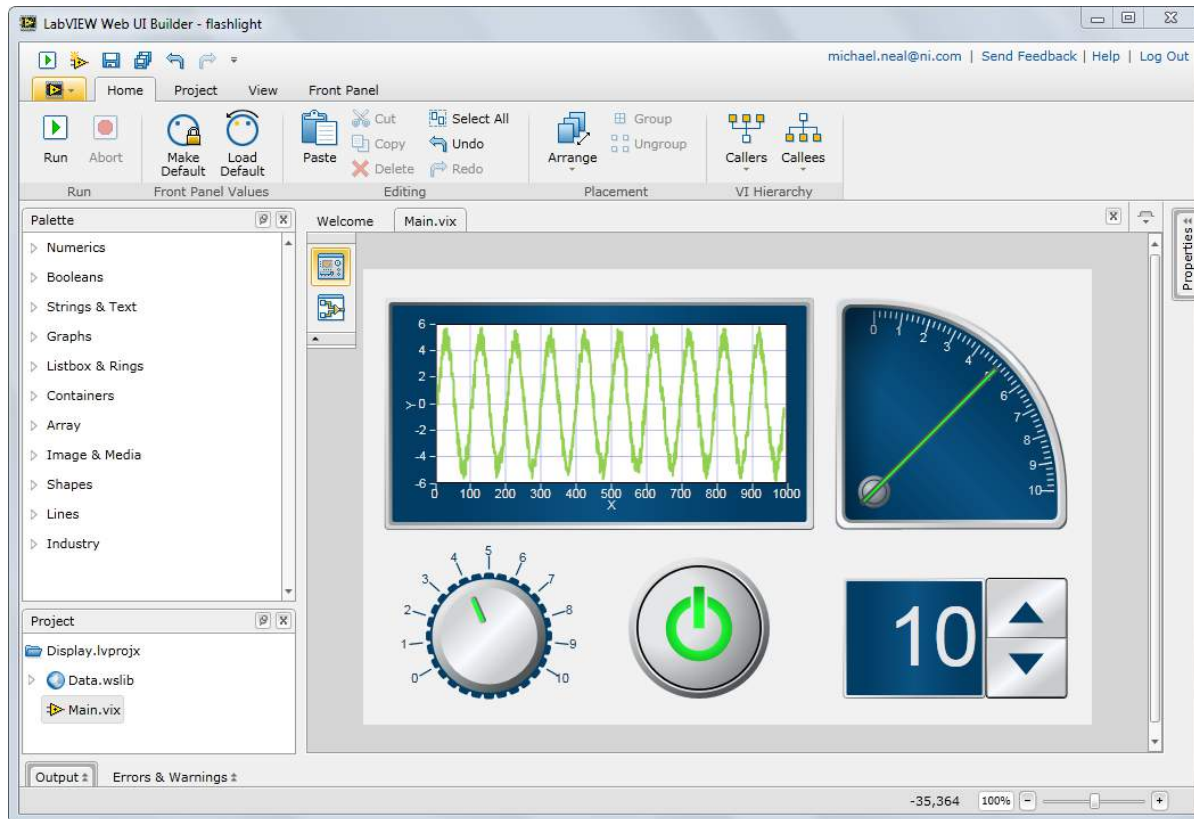 LabVIEW Web UI Builder - flashlight
michael.neal@ni.com | Send Feedback | Help | Log Out
Home Project View Front Panel
Run
Abort
Make Default
Load Default
Paste
Cut
Copy
Delete
Select All
Undo
Redo
Arrange
Group
Ungroup
Callers
Callees
Run Front Panel Values Editing Placement VI Hierarchy
Palette
Numerics
Booleans
Strings & Text
Graphs
Listbox & Rings
Containers
Array
Image & Media
Shapes
Lines
Industry
Project
Display.lvprojx
Data.wslib
Main.vix
Welcome Main.vix
Properties
6
4
2
0
-2
-4
-6
Y
0 100 200 300 400 500 600 700 800 900 1000
X
0 1 2 3 4 5 6 7 8 9 10
0 1 2 3 4 5 6 7 8 9 10
10
Output Errors & Warnings
-35,364 100%